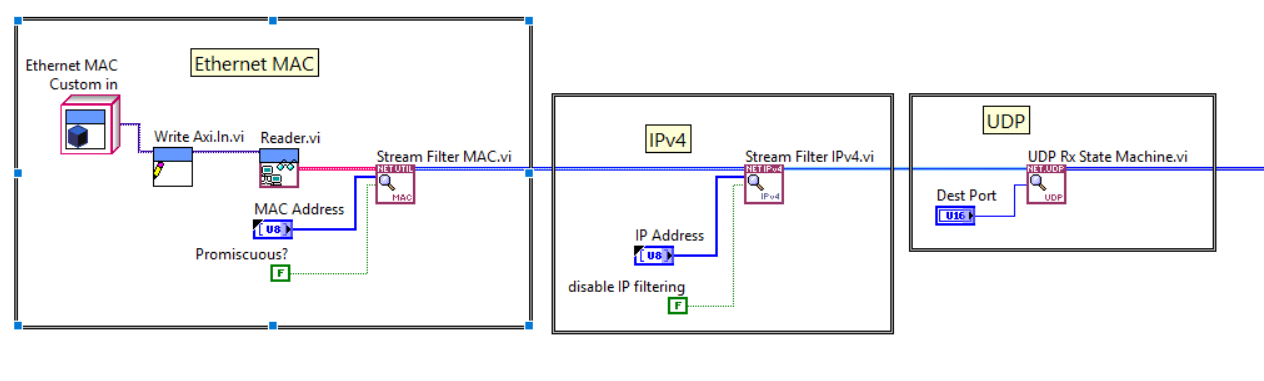 Ethernet MAC
Ethernet MAC
Custom in
Write Axi.In.vi
Reader.vi
Stream Filter MAC.vi
NET UTIL
MAC
MAC Address
U8
Promiscuous?
F
IPv4
Stream Filter IPv4.vi
NET IPv4
IPv4
IP Address
U8
disable IP filtering
F
UDP
UDP Rx State Machine.vi
NET.UDP
UDP
Dest Port
U16